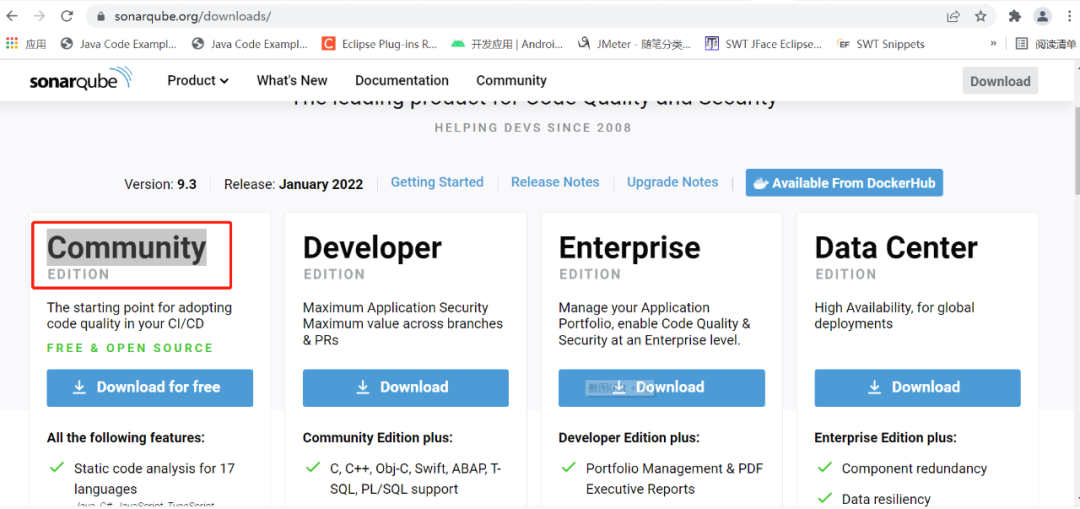 sonarqube.org/downloads/
应用
Java Code Exampl...
Java Code Exampl...
Eclipse Plug-ins R...
开发应用 | Androi...
JMeter - 随笔分类...
SWT JFace Eclipse...
SWT Snippets
»
阅读清单
sonarqube
Product
What's New
Documentation
Community
Download
The leading product for Code Quality and Security
HELPING DEVS SINCE 2008
Version: 9.3
Release: January 2022
Getting Started
Release Notes
Upgrade Notes
Available From DockerHub
Community
EDITION
The starting point for adopting
code quality in your CI/CD
FREE & OPEN SOURCE
Download for free
All the following features:
Static code analysis for 17
languages
Java, C#, JavaScript, TypeScript,
Developer
EDITION
Maximum Application Security
Maximum value across branches
& PRs
Download
Community Edition plus:
C, C++, Obj-C, Swift, ABAP, T-
SQL, PL/SQL support
Enterprise
EDITION
Manage your Application
Portfolio, enable Code Quality &
Security at an Enterprise level.
Download
Developer Edition plus:
Portfolio Management & PDF
Executive Reports
Data Center
EDITION
High Availability, for global
deployments
Download
Enterprise Edition plus:
Component redundancy
Data resiliency